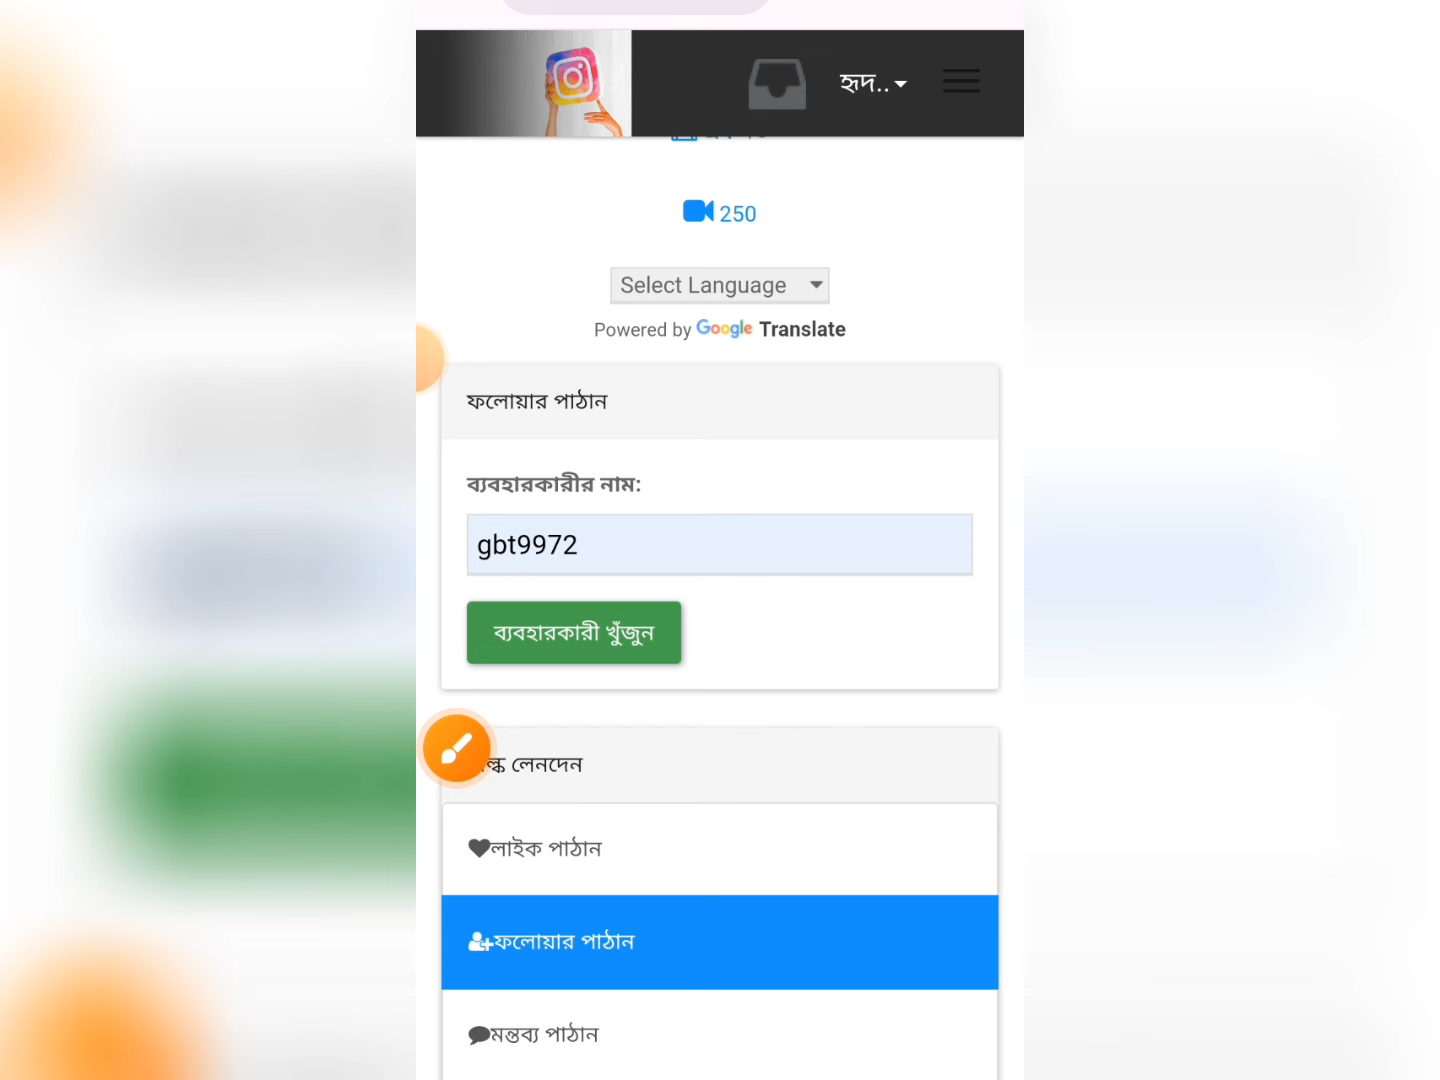 হৃদ..
250
Select Language
Powered by Google Translate
ফলোয়ার পাঠান
ব্যবহারকারীর নাম:
gbt9972
ব্যবহারকারী খুঁজুন
লেনদেন
লাইক পাঠান
ফলোয়ার পাঠান
মন্তব্য পাঠান